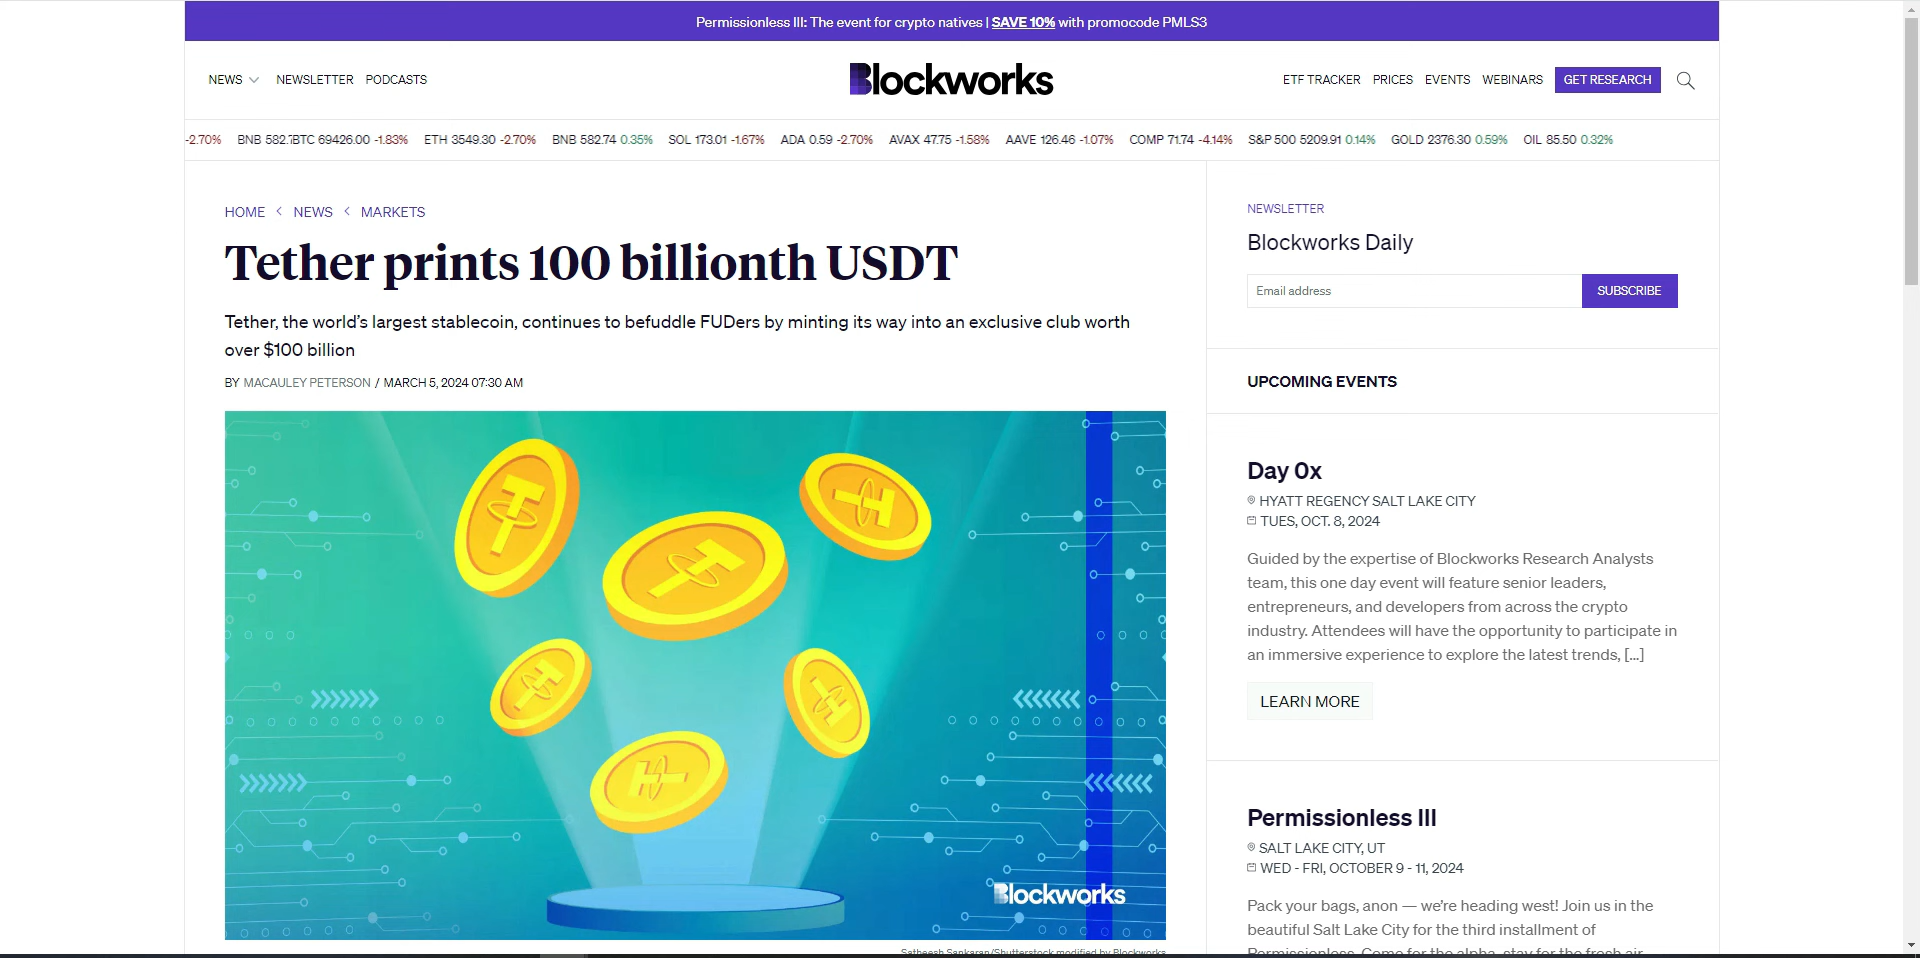 Permissionless III: The event for crypto natives | SAVE 10% with promocode PMLS3
NEWS NEWSLETTER PODCASTS
Blockworks
ETF TRACKER PRICES EVENTS WEBINARS GET RESEARCH
-2.70% BNB 582. BTC 69426.00 -1.83% ETH 3549.30 -2.70% BNB 582.74 0.35% SOL 173.01 -1.67% ADA 0.59 -2.70% AVAX 47.75 -1.58% AAVE 126.46 -1.07% COMP 71.74 -4.14% S&P 500 5209.91 0.14% GOLD 2376.30 0.59% OIL 85.50 0.32%
HOME < NEWS < MARKETS
Tether prints 100 billionth USDT
Tether, the world’s largest stablecoin, continues to befuddle FUDers by minting its way into an exclusive club worth
over $100 billion
BY MACAULEY PETERSON / MARCH 5, 2024 07:30 AM
Blockworks
Satheesh Sankaran/Shutterstock modified by Blockworks
NEWSLETTER
Blockworks Daily
Email address
SUBSCRIBE
UPCOMING EVENTS
Day 0x
HYATT REGENCY SALT LAKE CITY
TUES, OCT. 8, 2024
Guided by the expertise of Blockworks Research Analysts
team, this one day event will feature senior leaders,
entrepreneurs, and developers from across the crypto
industry. Attendees will have the opportunity to participate in
an immersive experience to explore the latest trends, [...]
LEARN MORE
Permissionless III
SALT LAKE CITY, UT
WED - FRI, OCTOBER 9 - 11, 2024
Pack your bags, anon — we’re heading west! Join us in the
beautiful Salt Lake City for the third installment of
Permissionless. Come for the alpha, stay for the fresh air.